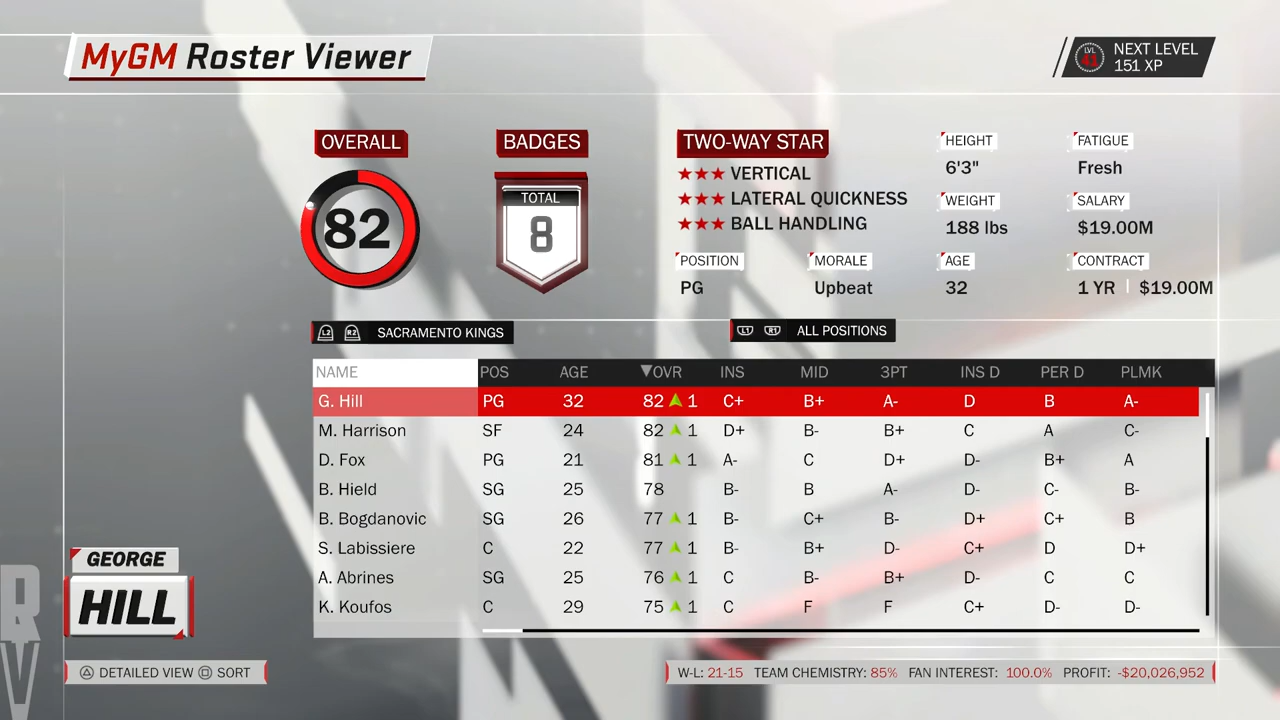 MyGM Roster Viewer
LVL 41
NEXT LEVEL
151 XP
OVERALL
82
BADGES
TOTAL
8
TWO-WAY STAR
★★★ VERTICAL
★★★ LATERAL QUICKNESS
★★★ BALL HANDLING
HEIGHT
6'3"
FATIGUE
Fresh
WEIGHT
188 lbs
SALARY
$19.00M
POSITION
PG
MORALE
Upbeat
AGE
32
CONTRACT
1 YR | $19.00M
L2 R2 SACRAMENTO KINGS
L1 R1 ALL POSITIONS
NAME POS AGE ▼OVR INS MID 3PT INS D PER D PLMK
G. Hill PG 32 82 ▲ 1 C+ B+ A- D B A-
M. Harrison SF 24 82 ▲ 1 D+ B- B+ C A C-
D. Fox PG 21 81 ▲ 1 A- C D+ D- B+ A
B. Hield SG 25 78 B- B A- D- C- B-
B. Bogdanovic SG 26 77 ▲ 1 B- C+ B- D+ C+ B
S. Labissiere C 22 77 ▲ 1 B- B+ D- C+ D D+
A. Abrines SG 25 76 ▲ 1 C B- B+ D- C C
K. Koufos C 29 75 ▲ 1 C F F C+ D- D-
GEORGE
HILL
RV
DETAILED VIEW SORT
W-L: 21-15 TEAM CHEMISTRY: 85% FAN INTEREST: 100.0% PROFIT: -$20,026,952